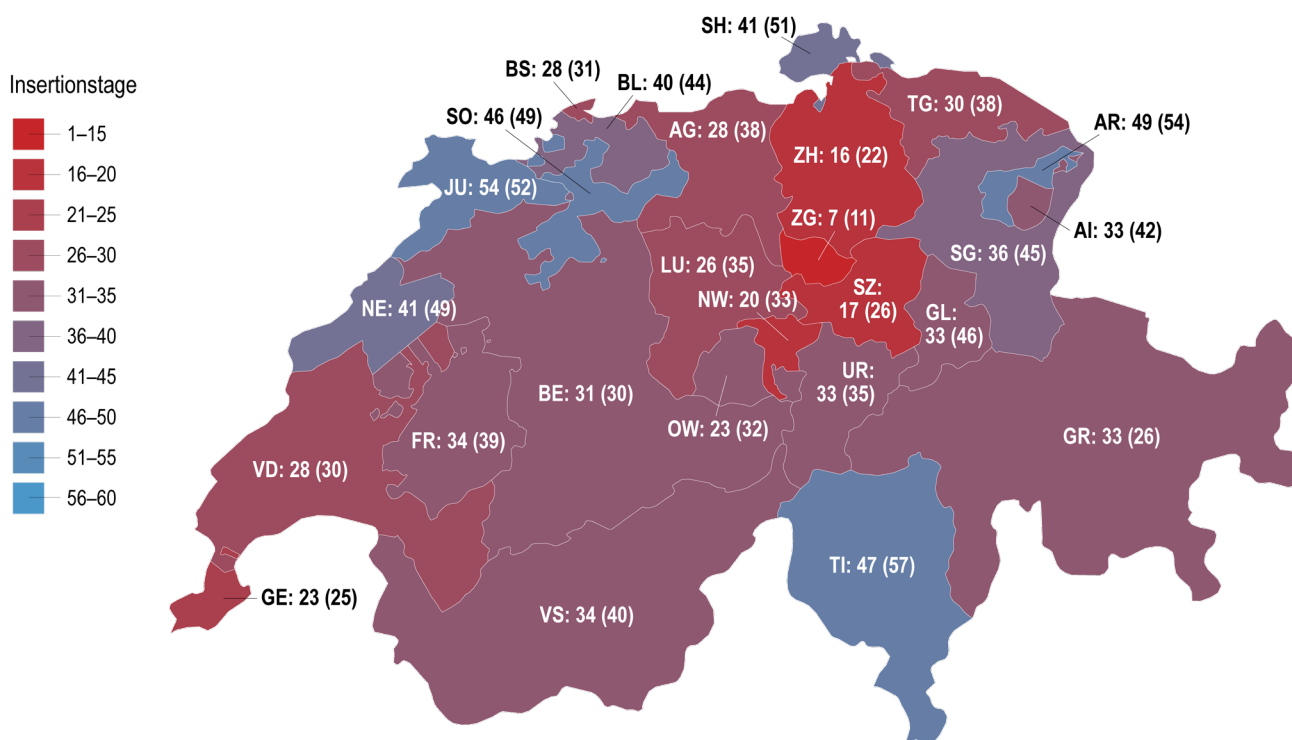 Insertionstage
1–15
16–20
21–25
26–30
31–35
36–40
41–45
46–50
51–55
56–60
SH: 41 (51)
BS: 28 (31)
BL: 40 (44)
SO: 46 (49)
AG: 28 (38)
TG: 30 (38)
AR: 49 (54)
ZH: 16 (22)
JU: 54 (52)
ZG: 7 (11)
AI: 33 (42)
SG: 36 (45)
LU: 26 (35)
SZ:
17 (26)
NW: 20 (33)
NE: 41 (49)
GL:
33 (46)
UR:
33 (35)
BE: 31 (30)
OW: 23 (32)
FR: 34 (39)
GR: 33 (26)
VD: 28 (30)
TI: 47 (57)
GE: 23 (25)
VS: 34 (40)